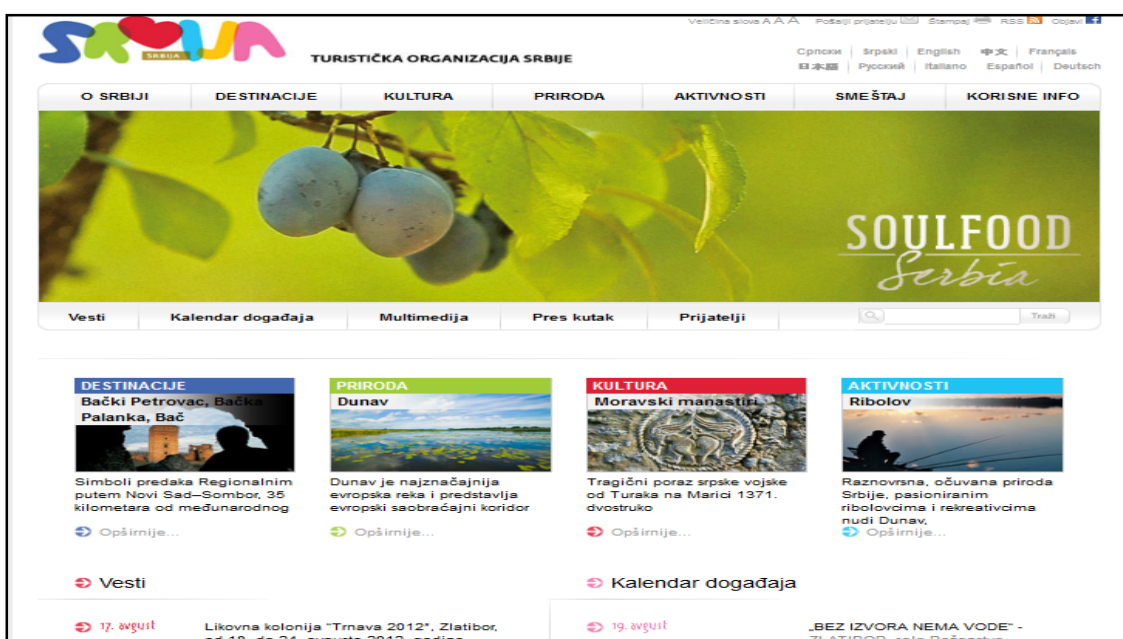 Veličina slova A A A Pošalji prijatelju Štampaj RSS Objavi f
SRBIJA
TURISTIČKA ORGANIZACIJA SRBIJE
Српски | Srpski | English 中文 | Français
日本語 | Русский | Italiano Español | Deutsch
O SRBIJI DESTINACIJE KULTURA PRIRODA AKTIVNOSTI SMEŠTAJ KORISNE INFO
SOULFOOD
Serbia
Vesti Kalendar događaja Multimedija Pres kutak Prijatelji Traži
DESTINACIJE
Bački Petrovac, Bačka
Palanka, Bač
Simboli predaka Regionalnim
putem Novi Sad–Sombor, 35
kilometara od međunarodnog
Opširnije...
PRIRODA
Dunav
Dunav je najznačajnija
evropska reka i predstavlja
evropski saobraćajni koridor
Opširnije...
KULTURA
Moravski manastiri
Tragični poraz srpske vojske
od Turaka na Marici 1371.
dvostruko
Opširnije...
AKTIVNOSTI
Ribolov
Raznovrsna, očuvana priroda
Srbije, pasioniranim
ribolovcima i rekreativcima
nudi Dunav,
Opširnije...
Vesti
17. avgust Likovna kolonija "Trnava 2012", Zlatibor,
Kalendar događaja
19. avgust „BEZ IZVORA NEMA VODE" -